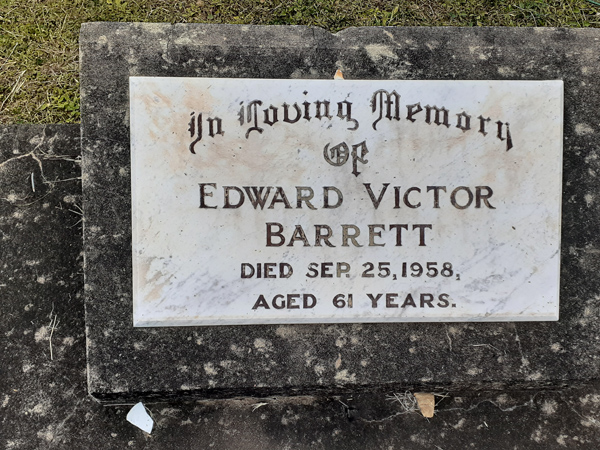 In Loving Memory
Of
EDWARD VICTOR
BARRETT
DIED SEP. 25, 1958,
AGED 61 YEARS.